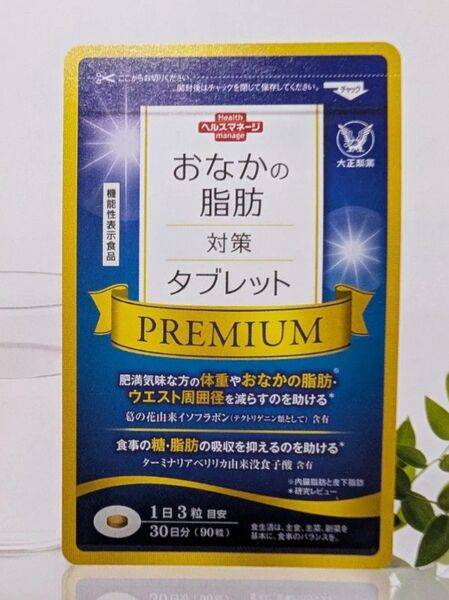 ここからお切りください
開封後はチャックを閉じて保存してください。
チャック
Health
ヘルスマネージ
manage
大正製薬
機能性表示食品
おなかの
脂肪
対策
タブレット
PREMIUM
肥満気味な方の体重やおなかの脂肪・
ウエスト周囲径を減らすのを助ける*
葛の花由来イソフラボン(テクトリゲニン類として) 含有
食事の糖・脂肪の吸収を抑えるのを助ける*
ターミナリアベリリカ由来没食子酸 含有
※内臓脂肪と皮下脂肪
*研究レビュー
1日3粒 目安
30日分(90粒)
食生活は、主食、主菜、副菜を
基本に、食事のバランスを。